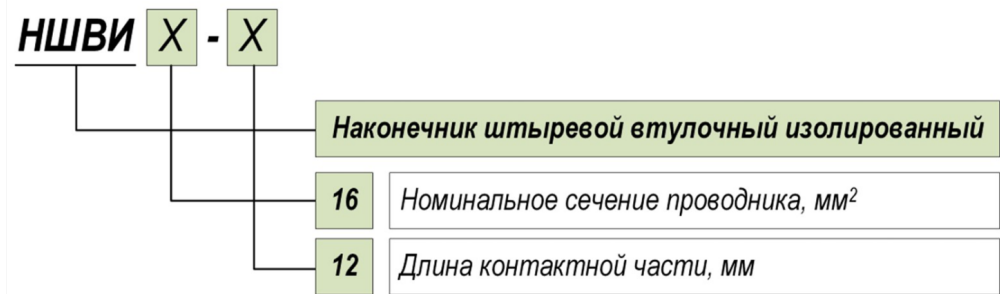 НШВИ X - X
Наконечник штыревой втулочный изолированный
16 Номинальное сечение проводника, мм²
12 Длина контактной части, мм